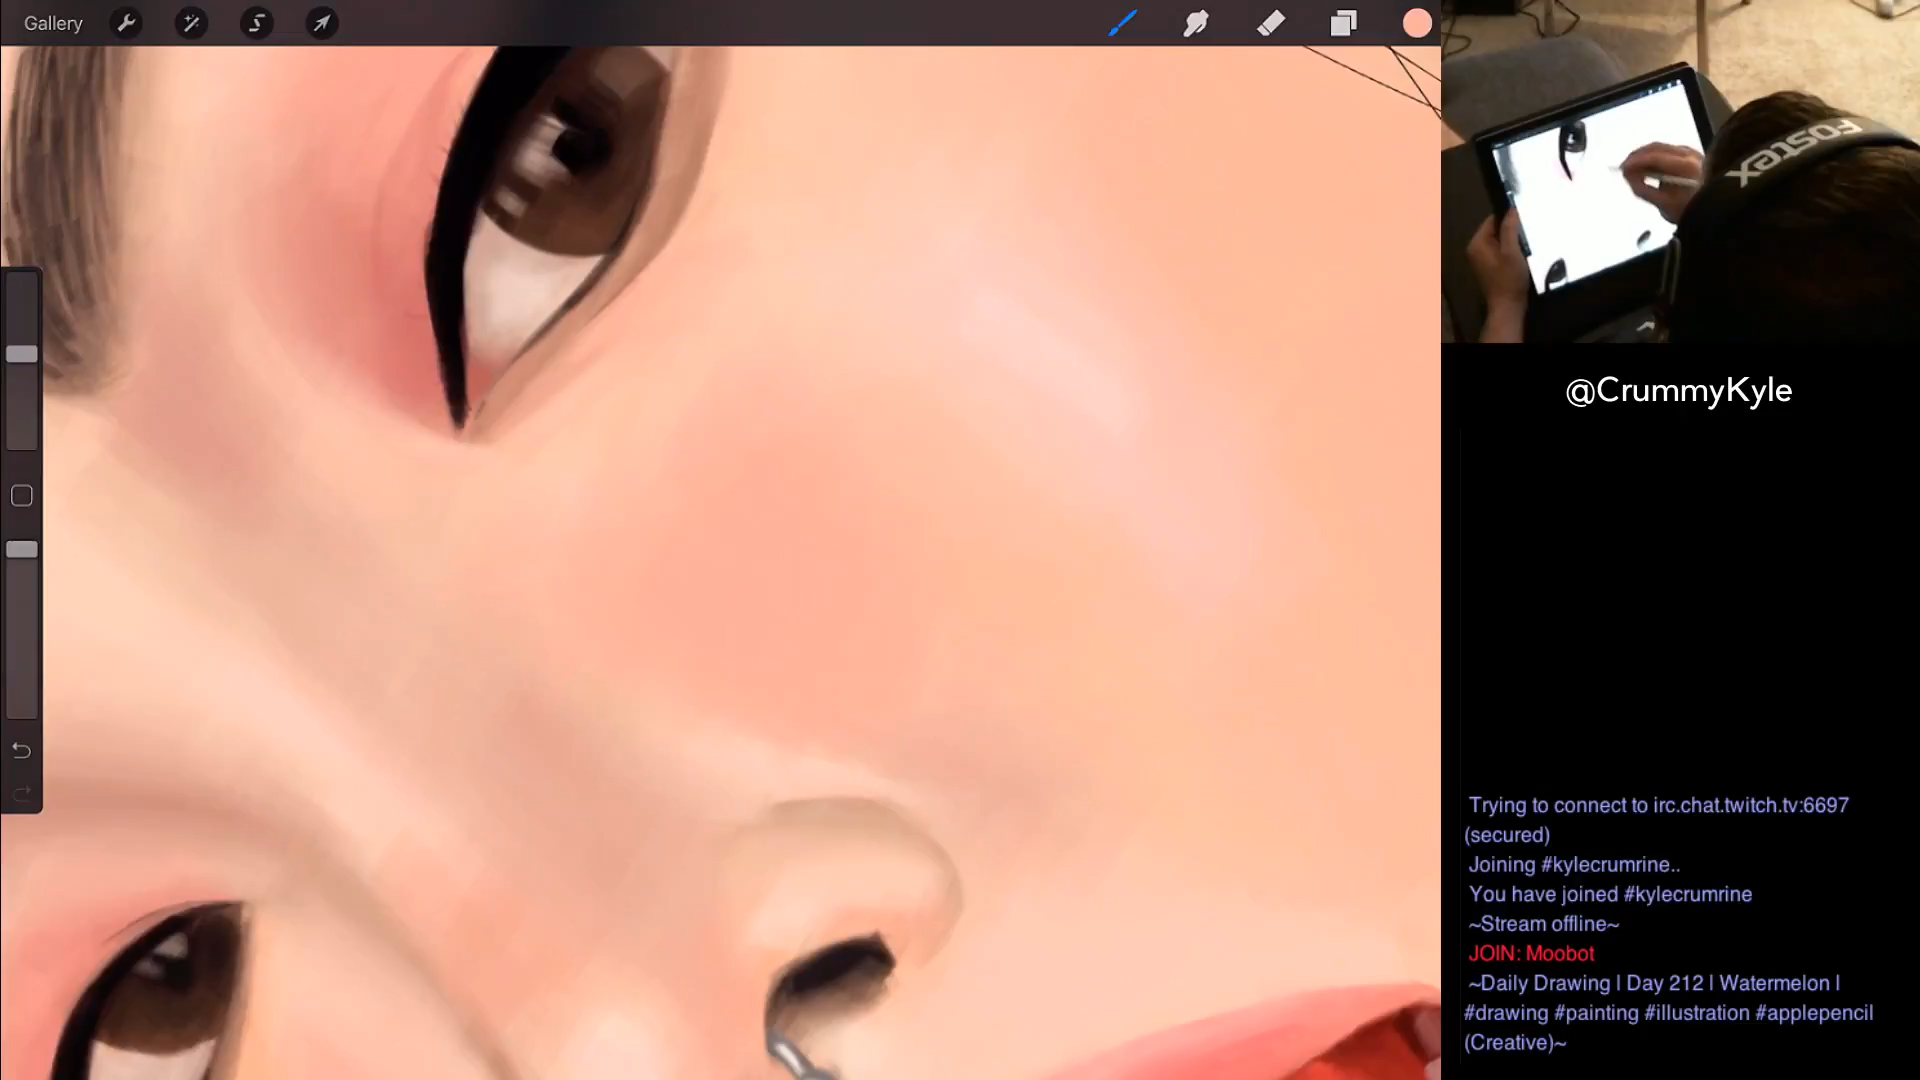 Gallery
FOSTEX
@CrummyKyle
Trying to connect to irc.chat.twitch.tv:6697
(secured)
Joining #kylecrumrine..
You have joined #kylecrumrine
~Stream offline~
JOIN: Moobot
~Daily Drawing | Day 212 | Watermelon |
#drawing #painting #illustration #applepencil
(Creative)~